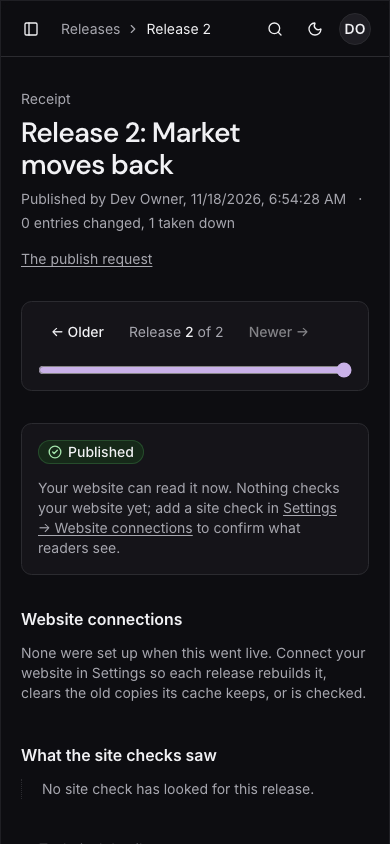 Releases > Release 2
DO
Receipt
Release 2: Market
moves back
Published by Dev Owner, 11/18/2026, 6:54:28 AM ·
0 entries changed, 1 taken down
The publish request
← Older Release 2 of 2 Newer →
Published
Your website can read it now. Nothing checks
your website yet; add a site check in Settings
→ Website connections to confirm what
readers see.
Website connections
None were set up when this went live. Connect your
website in Settings so each release rebuilds it,
clears the old copies its cache keeps, or is checked.
What the site checks saw
No site check has looked for this release.